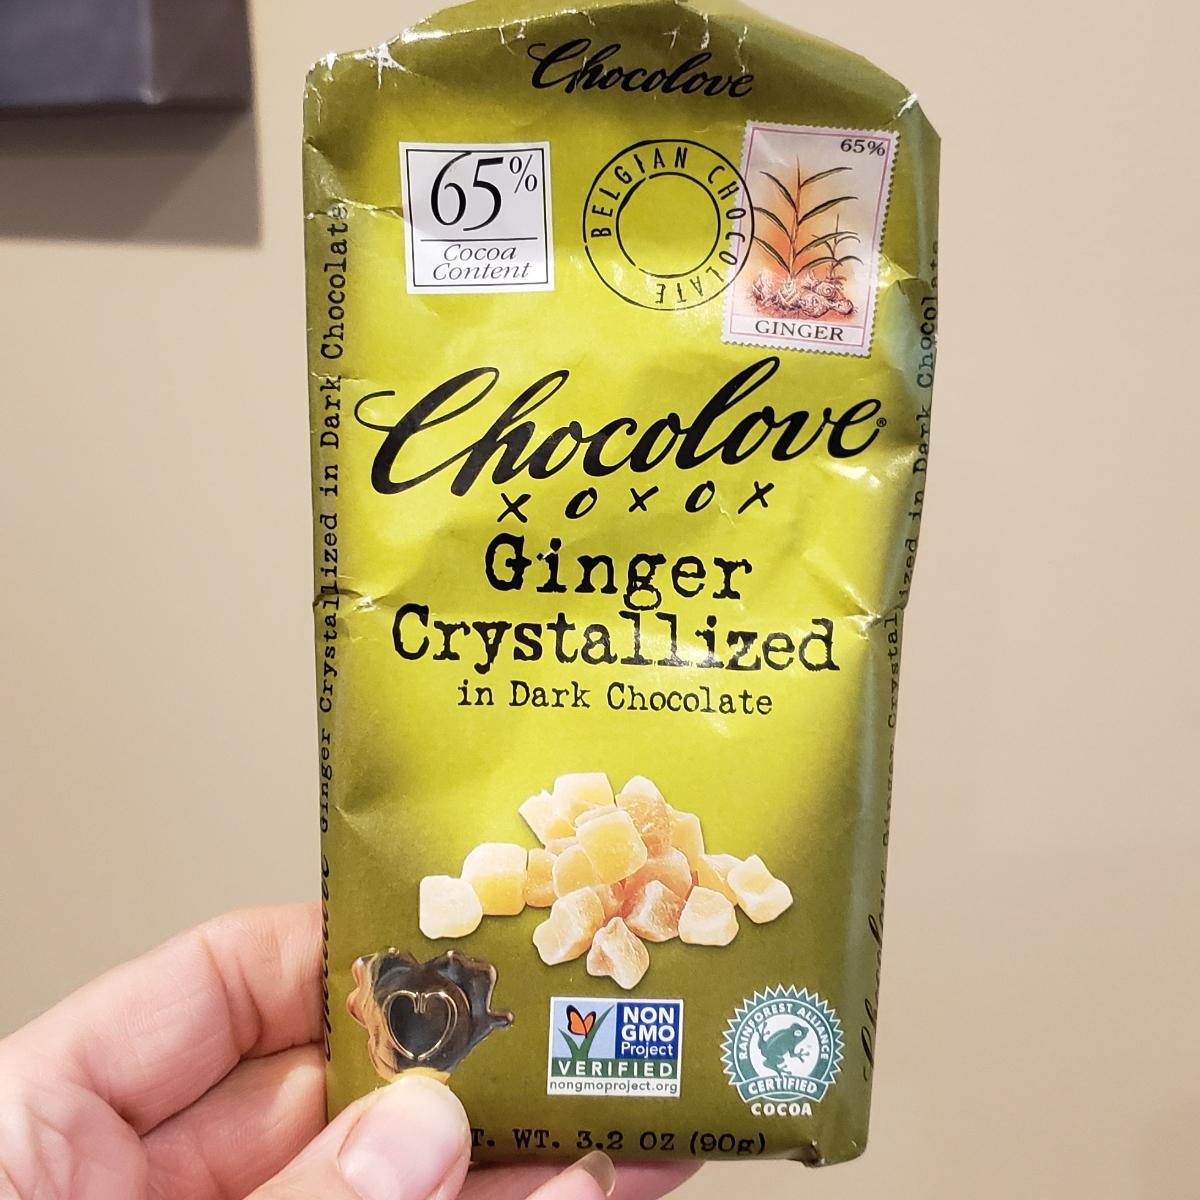 Chocolove
65%
Cocoa
Content
BELGIAN CHOCOLATE
65%
GINGER
Chocolove®
XOXOX
Ginger
Crystallized
in Dark Chocolate
Ginger Crystallized in Dark Chocolate
Chocolove Ginger Crystallized in Dark Chocolate
NON
GMO
Project
VERIFIED
nongmoproject.org
RAINFOREST ALLIANCE
CERTIFIED
COCOA
WT. 3.2 OZ (90g)